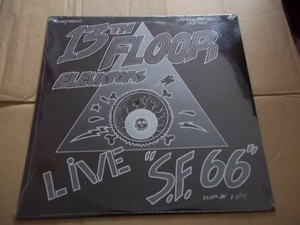 13TH
FLOOR
ELEVATORS
LIVE "S.F. 66"